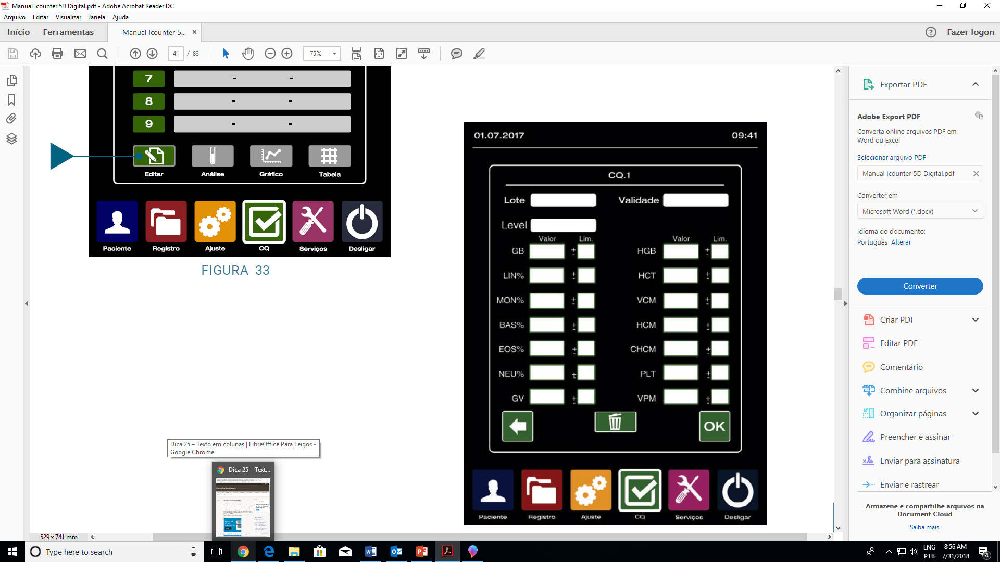 Manual Icounter 5D Digital.pdf - Adobe Acrobat Reader DC
Arquivo Editar Visualizar Janela Ajuda
Início Ferramentas Manual Icounter 5... Fazer logon
41 / 83 75%
7 - -
8 - -
9 - -
Editar Análise Gráfico Tabela
Paciente Registro Ajuste CQ Serviços Desligar
FIGURA 33
01.07.2017 09:41
CQ.1
Lote Validade
Level
Valor Lim. Valor Lim.
GB ± HGB ±
LIN% ± HCT ±
MON% ± VCM ±
BAS% ± HCM ±
EOS% ± CHCM ±
NEU% ± PLT ±
GV ± VPM ±
OK
Paciente Registro Ajuste CQ Serviços Desligar
Dica 25 – Texto em colunas | LibreOffice Para Leigos -
Google Chrome
Dica 25 – Text...
529 x 741 mm
Exportar PDF
Adobe Export PDF
Converta online arquivos PDF em
Word ou Excel
Selecionar arquivo PDF
Manual Icounter 5D Digital.pdf
Converter em
Microsoft Word (*.docx)
Idioma do documento:
Português Alterar
Converter
Criar PDF
Editar PDF
Comentário
Combine arquivos
Organizar páginas
Preencher e assinar
Enviar para assinatura
Enviar e rastrear
Armazene e compartilhe arquivos na
Document Cloud
Saiba mais
Type here to search
ENG
PTB
8:56 AM
7/31/2018
4